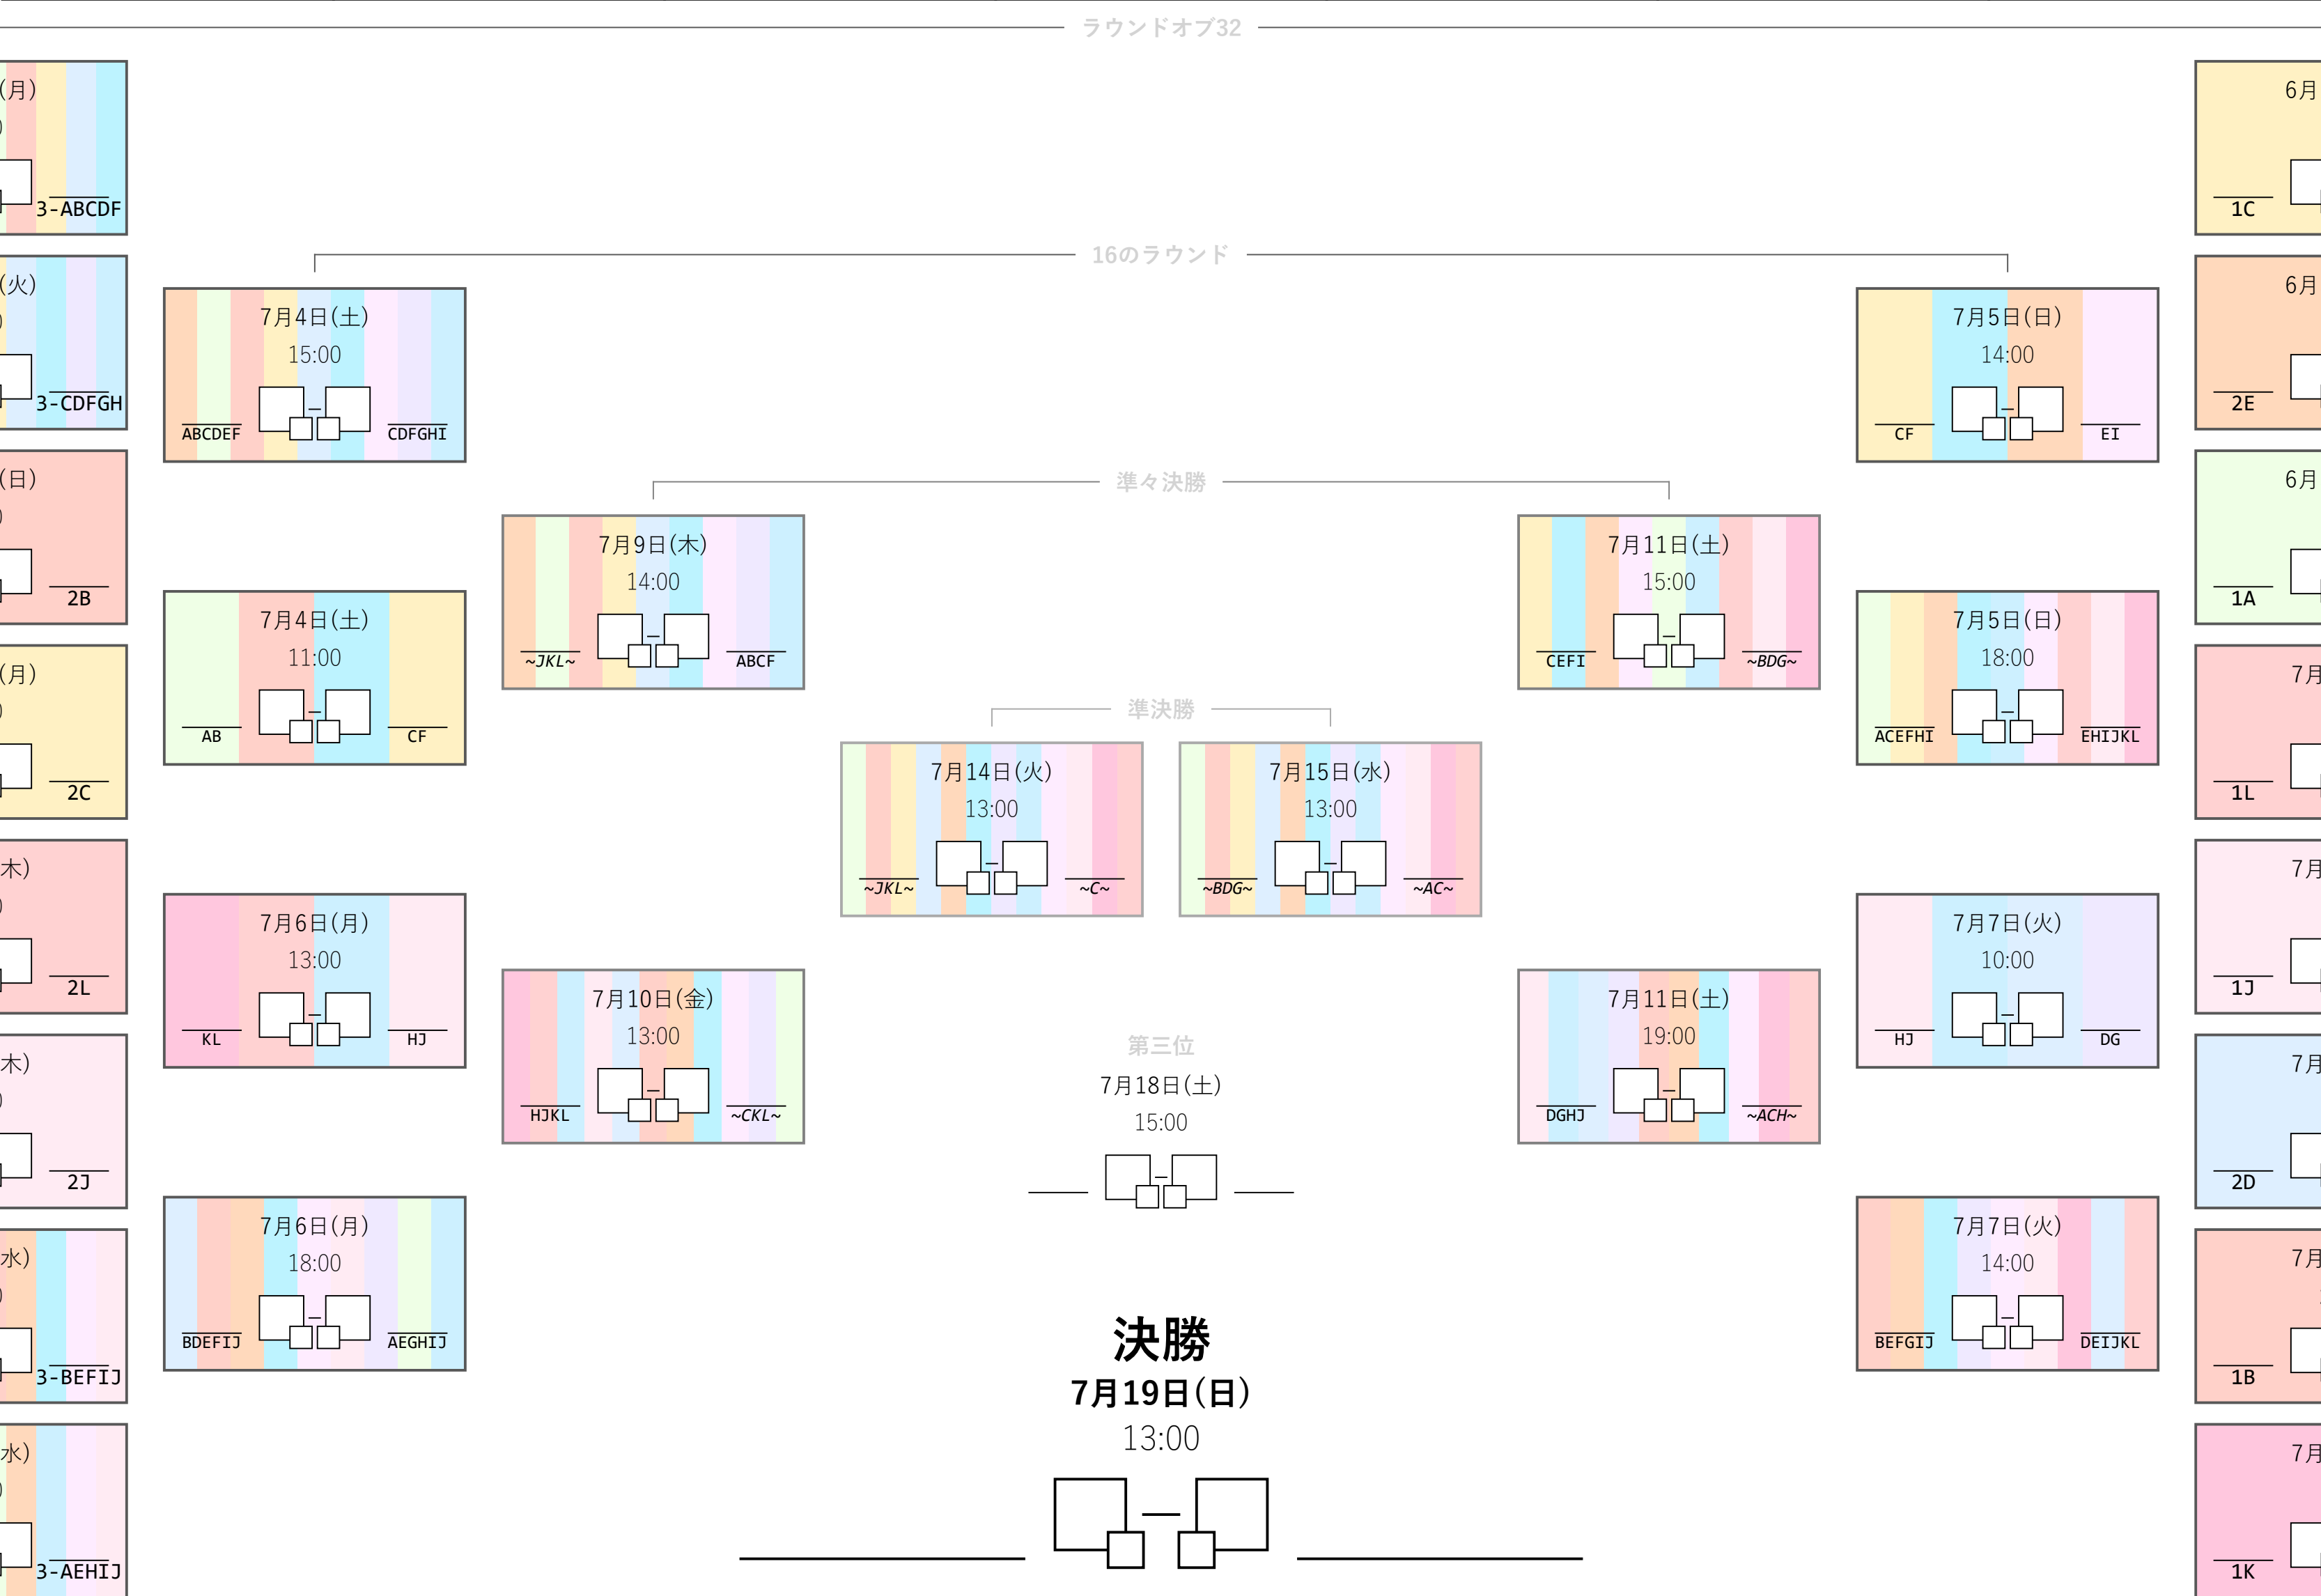 ラウンドオブ32
(月)
3-ABCDF
(火)
3-CDFGH
(日)
2B
(月)
2C
木)
2L
木)
2J
水)
3-BEFIJ
水)
3-AEHIJ
16のラウンド
7月4日(土)
15:00
ABCDEF
CDFGHI
7月4日(土)
11:00
AB
CF
7月6日(月)
13:00
KL
HJ
7月6日(月)
18:00
BDEFIJ
AEGHIJ
準々決勝
7月9日(木)
14:00
~JKL~
ABCF
7月10日(金)
13:00
HJKL
~CKL~
準決勝
7月14日(火)
13:00
~JKL~
~C~
7月15日(水)
13:00
~BDG~
~AC~
第三位
7月18日(土)
15:00
決勝
7月19日(日)
13:00
7月11日(土)
15:00
CEFI
~BDG~
7月11日(土)
19:00
DGHJ
~ACH~
7月5日(日)
14:00
CF
EI
7月5日(日)
18:00
ACEFHI
EHIJKL
7月7日(火)
10:00
HJ
DG
7月7日(火)
14:00
BEFGIJ
DEIJKL
6月
1C
6月
2E
6月
1A
7月
1L
7月
1J
7月
2D
7月
1B
7月
1K